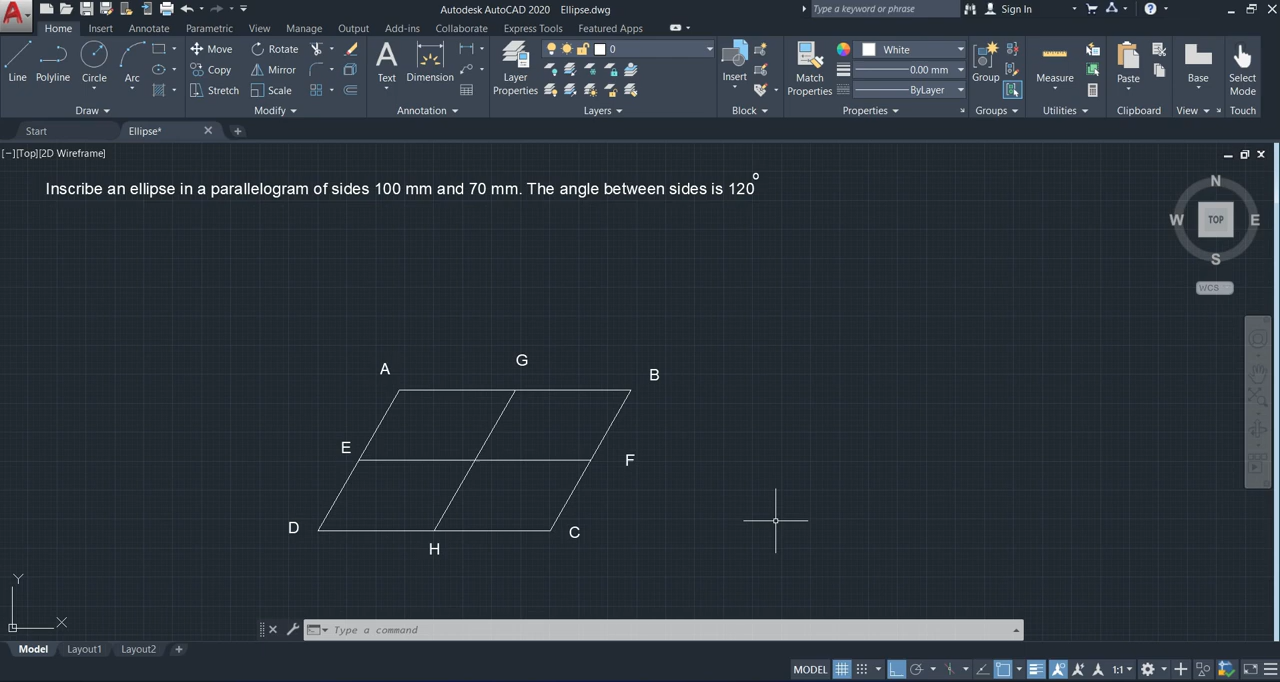 Autodesk AutoCAD 2020 Ellipse.dwg
Type a keyword or phrase
Sign In
Home Insert Annotate Parametric View Manage Output Add-ins Collaborate Express Tools Featured Apps
Line Polyline Circle Arc
Move Rotate
Copy Mirror
Stretch Scale
Text Dimension
Layer Properties
0
Insert
Match Properties
White
0.00 mm
ByLayer
Group
Measure
Paste
Base
Select Mode
Draw Modify Annotation Layers Block Properties Groups Utilities Clipboard View Touch
Start Ellipse*
[−][Top][2D Wireframe]
Inscribe an ellipse in a parallelogram of sides 100 mm and 70 mm. The angle between sides is 120°
N
W TOP E
S
WCS
A G B
E F
D H C
Y
X
Type a command
Model Layout1 Layout2
MODEL 1:1